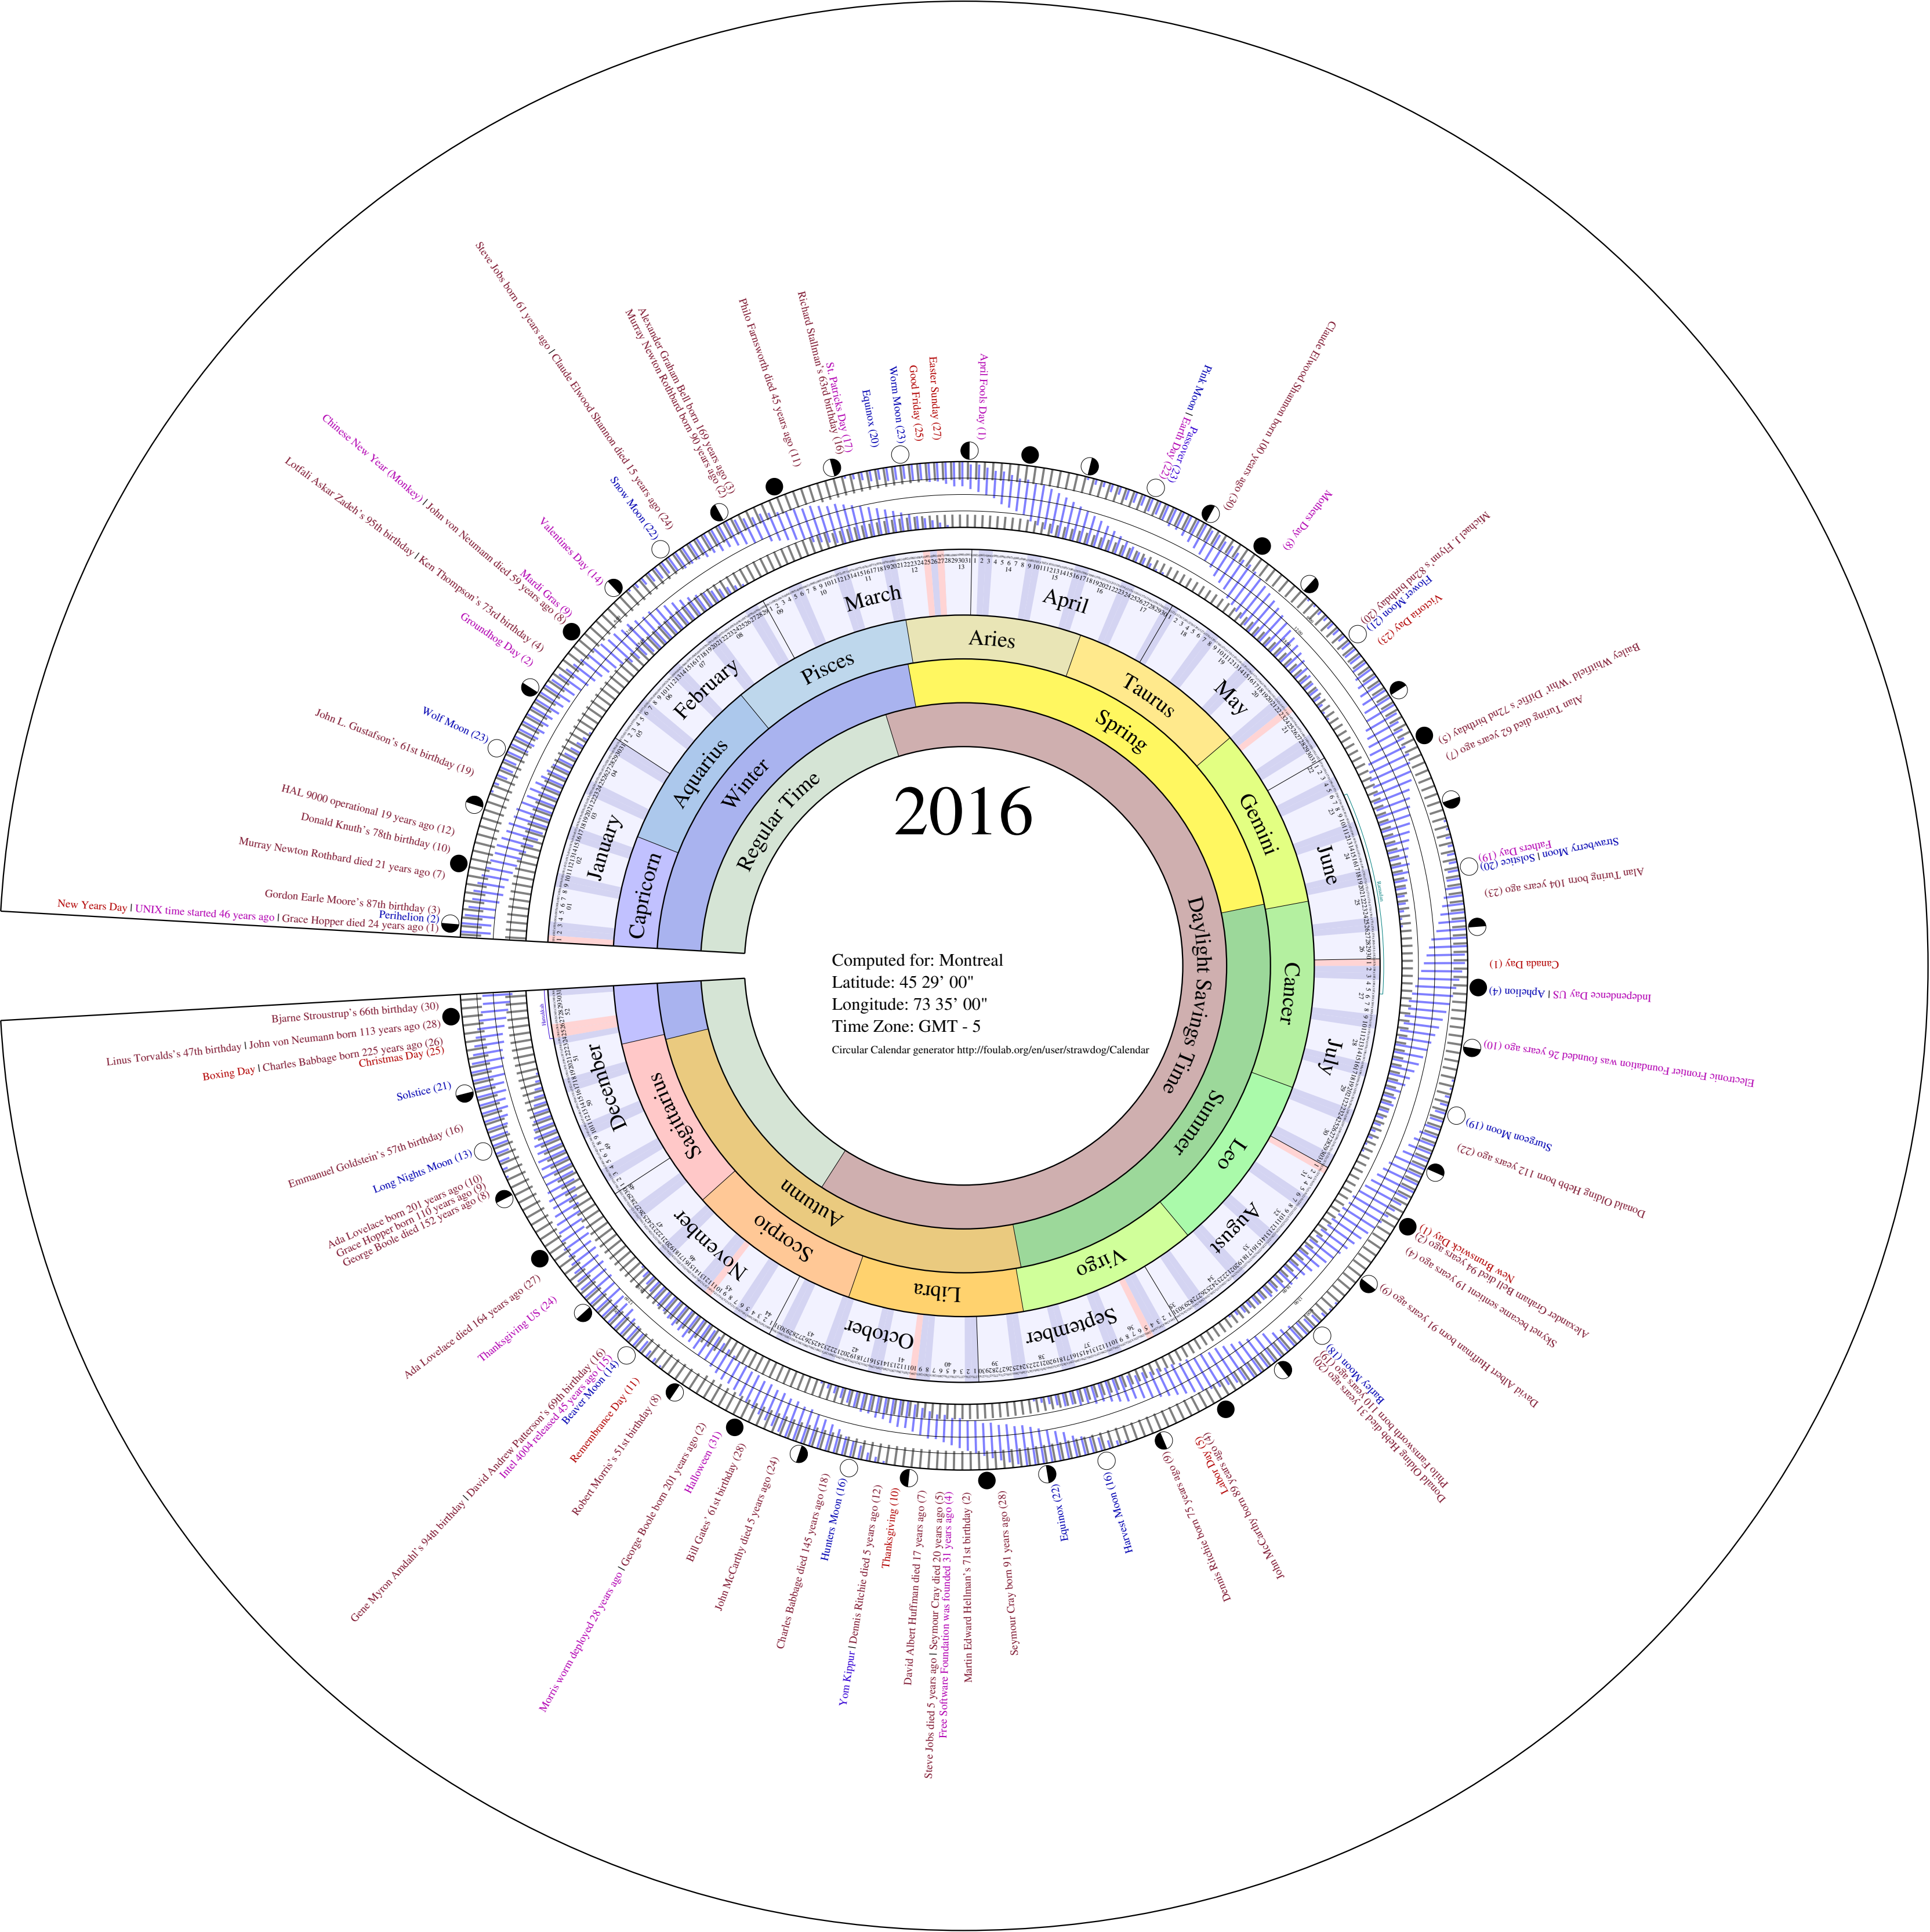 2016
Computed for: Montreal
Latitude: 45 29' 00"
Longitude: 73 35' 00"
Time Zone: GMT - 5
Circular Calendar generator http://foulab.org/en/user/strawdog/Calendar
Regular Time
Daylight Savings Time
Winter
Spring
Summer
Autumn
Capricorn
Aquarius
Pisces
Aries
Taurus
Gemini
Cancer
Leo
Virgo
Libra
Scorpio
Sagittarius
January
February
March
April
May
June
July
August
September
October
November
December
New Years Day | UNIX time started 46 years ago | Grace Hopper died 24 years ago (1)
Perihelion (2)
Gordon Earle Moore's 87th birthday (3)
Murray Newton Rothbard died 21 years ago (7)
Donald Knuth's 78th birthday (10)
HAL 9000 operational 19 years ago (12)
John L. Gustafson's 61st birthday (19)
Wolf Moon (23)
Groundhog Day (2)
Lotfali Askar Zadeh's 95th birthday | Ken Thompson's 73rd birthday (4)
Chinese New Year (Monkey) | John von Neumann died 59 years ago (8)
Mardi Gras (9)
Valentines Day (14)
Snow Moon (22)
Steve Jobs born 61 years ago | Claude Elwood Shannon died 15 years ago (24)
Murray Newton Rothbard born 90 years ago (2)
Alexander Graham Bell born 169 years ago (3)
Philo Farnsworth died 45 years ago (11)
Richard Stallman's 63rd birthday (16)
St. Patricks Day (17)
Equinox (20)
Worm Moon (23)
Good Friday (25)
Easter Sunday (27)
April Fools Day (1)
Pink Moon | Earth Day (22)
Passover (23)
Claude Elwood Shannon born 100 years ago (30)
Mothers Day (8)
Michael J. Flynn's 82nd birthday (20)
Flower Moon (21)
Victoria Day (23)
Bailey Whitfield 'Whit' Diffie's 72nd birthday (5)
Alan Turing died 62 years ago (7)
Fathers Day (19)
Strawberry Moon | Solstice (20)
Alan Turing born 104 years ago (23)
Ramadan
Canada Day (1)
Independence Day US | Aphelion (4)
Electronic Frontier Foundation was founded 26 years ago (10)
Sturgeon Moon (19)
Donald Olding Hebb born 112 years ago (22)
New Brunswick Day (1)
Alexander Graham Bell died 94 years ago (2)
Skynet became sentient 19 years ago (4)
David Albert Huffman born 91 years ago (9)
Barley Moon (18)
Philo Farnsworth born 110 years ago (19)
Donald Olding Hebb died 31 years ago (20)
John McCarthy born 89 years ago (4)
Labor Day (5)
Dennis Ritchie born 75 years ago (9)
Harvest Moon (16)
Equinox (22)
Seymour Cray born 91 years ago (28)
Martin Edward Hellman's 71st birthday (2)
Free Software Foundation was founded 31 years ago (4)
Steve Jobs died 5 years ago | Seymour Cray died 20 years ago (5)
David Albert Huffman died 17 years ago (7)
Thanksgiving (10)
Yom Kippur | Dennis Ritchie died 5 years ago (12)
Hunters Moon (16)
Charles Babbage died 145 years ago (18)
John McCarthy died 5 years ago (24)
Bill Gates' 61st birthday (28)
Halloween (31)
Morris worm deployed 28 years ago | George Boole born 201 years ago (2)
Robert Morris's 51st birthday (8)
Remembrance Day (11)
Beaver Moon (14)
Intel 4004 released 45 years ago (15)
Gene Myron Amdahl's 94th birthday | David Andrew Patterson's 69th birthday (16)
Thanksgiving US (24)
Ada Lovelace died 164 years ago (27)
George Boole died 152 years ago (8)
Grace Hopper born 110 years ago (9)
Ada Lovelace born 201 years ago (10)
Long Nights Moon (13)
Emmanuel Goldstein's 57th birthday (16)
Solstice (21)
Christmas Day (25)
Boxing Day | Charles Babbage born 225 years ago (26)
Linus Torvalds's 47th birthday | John von Neumann born 113 years ago (28)
Bjarne Stroustrup's 66th birthday (30)
Hanukkah